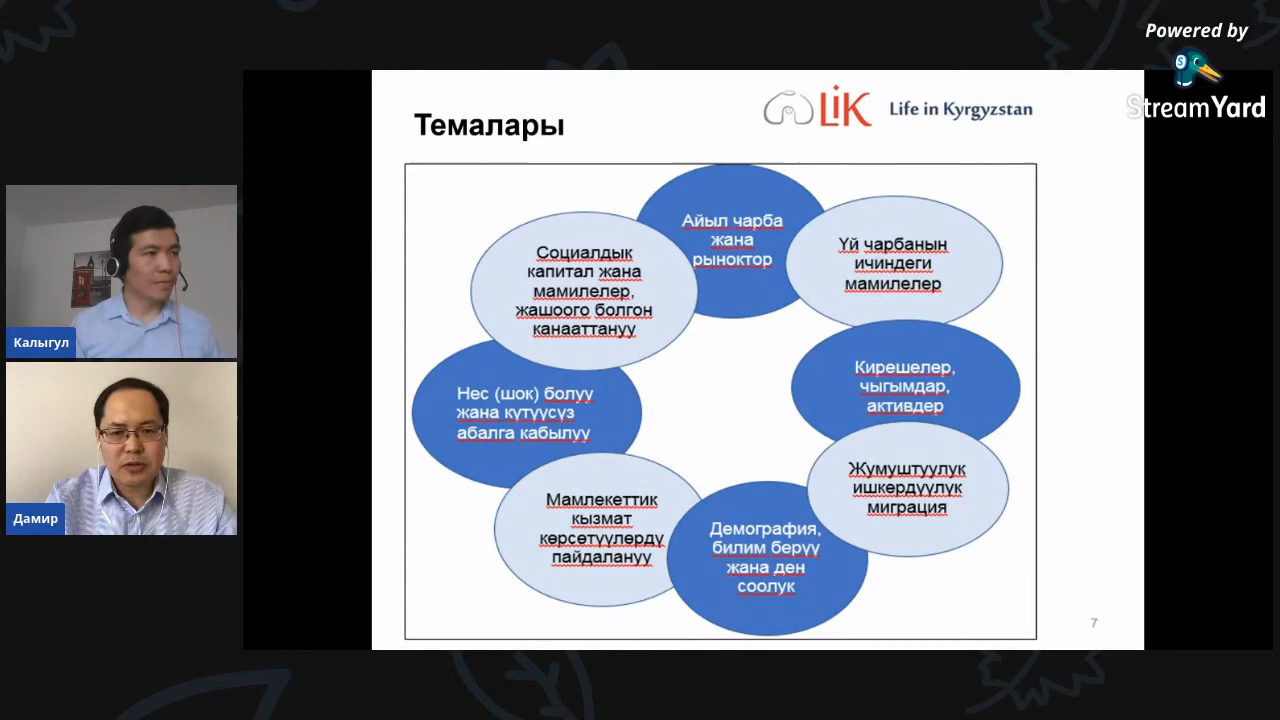 Powered by
StreamYard
Темалары
LiK
Life in Kyrgyzstan
Айыл чарба
жана
рыноктор
Үй чарбанын
ичиндеги
мамилелер
Социалдык
капитал жана
мамилелер,
жашоого болгон
канааттануу
Кирешелер,
чыгымдар,
активдер
Нес (шок) болуу
жана күтүүсүз
абалга кабылуу
Жумуштуулук
ишкердүүлүк
миграция
Мамлекеттик
кызмат
көрсөтүүлөрдү
пайдалануу
Демография,
билим берүү
жана ден
соолук
7
Калыгул
Дамир